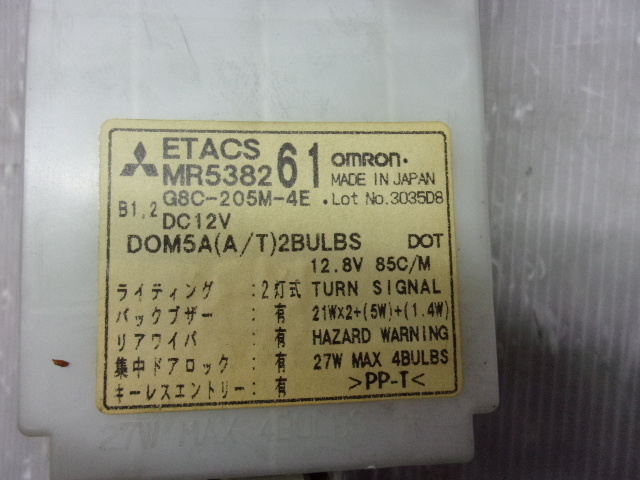 ETACS 61 omron.
MR5382 MADE IN JAPAN
B1,2 G8C-205M-4E .Lot No.3035D8
DC12V
DOM5A(A/T)2BULBS DOT
12.8V 85C/M
ライティング :2灯式 TURN SIGNAL
バックブザー :有 21W×2+(5W)+(1.4W)
リアワイパ :有 HAZARD WARNING
集中ドアロック :有 27W MAX 4BULBS
キーレスエントリー:有 >PP-T<
27W MAX 4BULBS